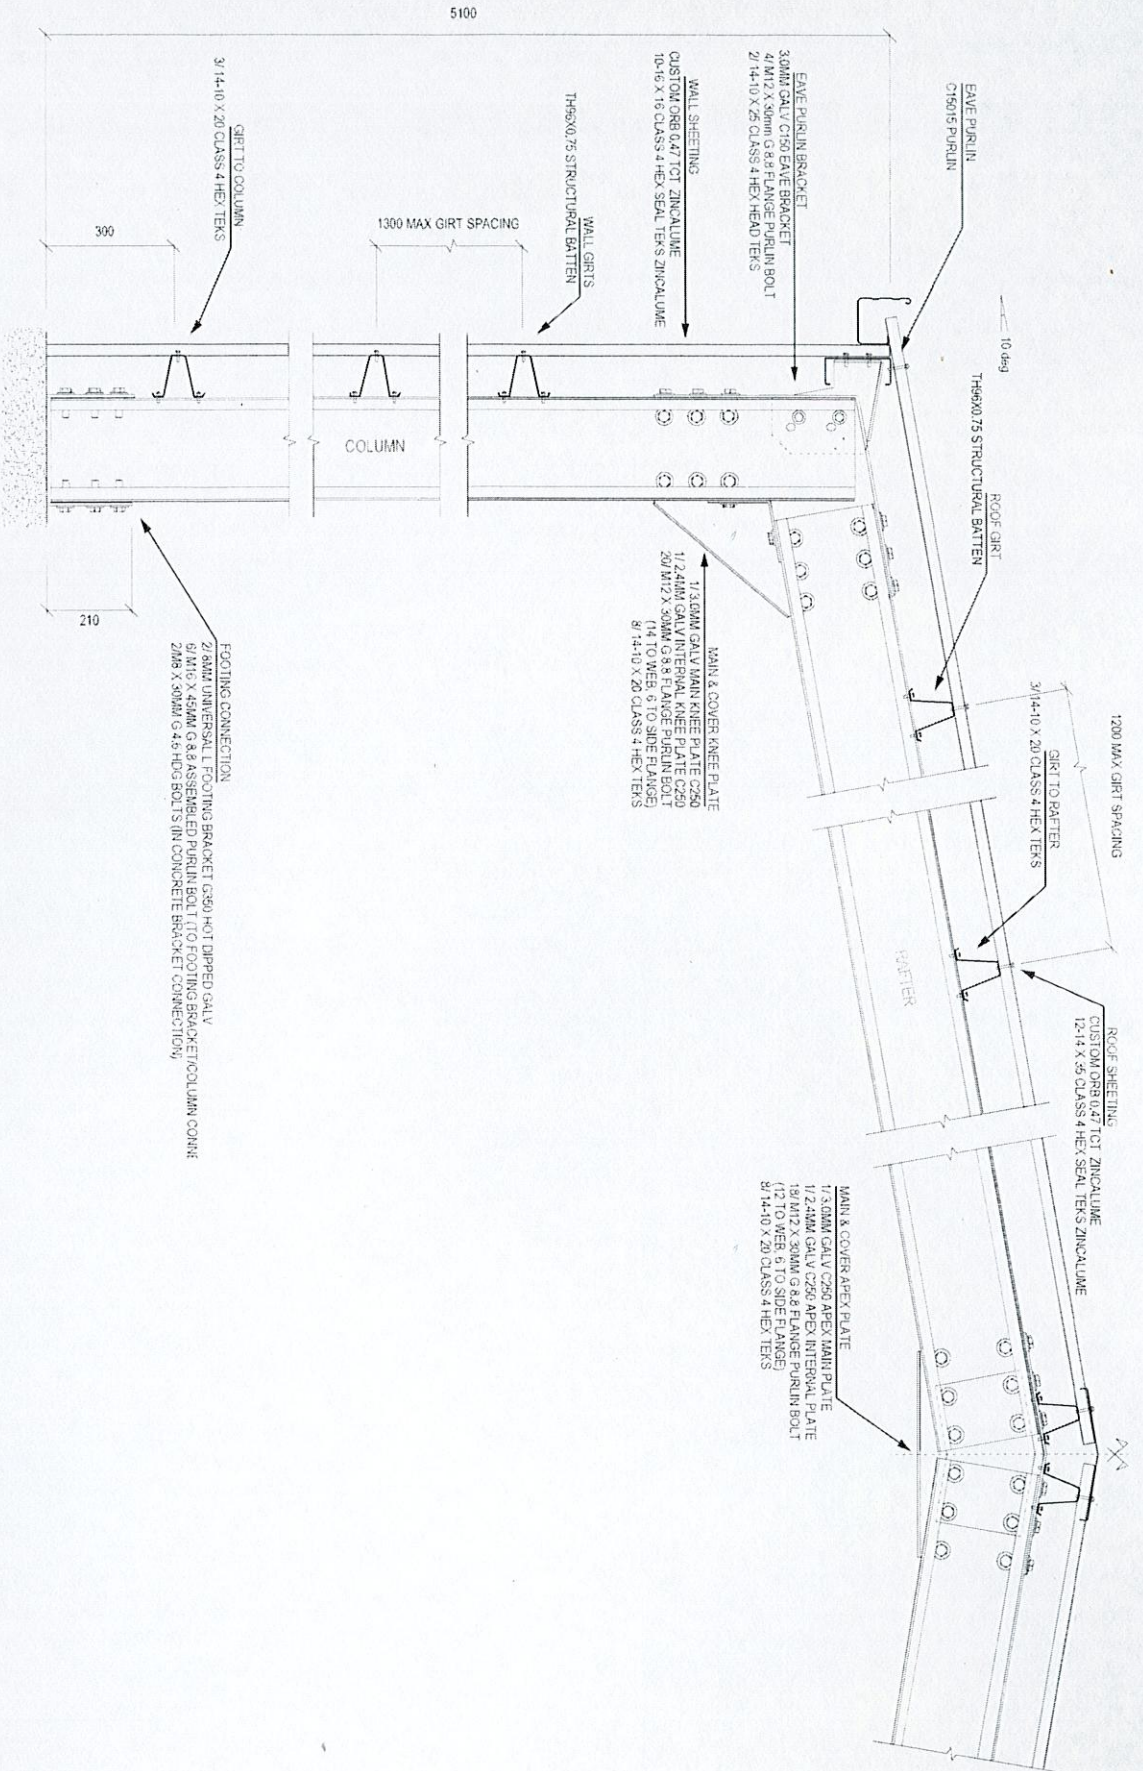 5100
EAVE PURLIN
C15015 PURLIN
10 deg
EAVE PURLIN BRACKET
3.0MM GALV C150 EAVE BRACKET
4/ M12 X 30mm G 8.8 FLANGE PURLIN BOLT
2/ 14-10 X 25 CLASS 4 HEX HEAD TEKS
WALL SHEETING
CUSTOM ORB 0.47 TCT ZINCALUME
10-16 X 16 CLASS 4 HEX SEAL TEKS ZINCALUME
WALL GIRTS
TH96X0.75 STRUCTURAL BATTEN
1300 MAX GIRT SPACING
GIRT TO COLUMN
3/ 14-10 X 20 CLASS 4 HEX TEKS
300
COLUMN
210
FOOTING CONNECTION
2/ 8MM UNIVERSAL L FOOTING BRACKET G350 HOT DIPPED GALV
6/ M16 X 45MM G 8.8 ASSEMBLED PURLIN BOLT (TO FOOTING BRACKET/COLUMN CONNE
BOLTS (IN CONCRETE BRACKET CONNECTION)
MAIN & COVER KNEE PLATE
1/ 3.0MM GALV MAIN KNEE PLATE C250
1/ 2.4MM GALV INTERNAL KNEE PLATE C250
20/ M12 X 30MM G 8.8 FLANGE PURLIN BOLT
(14 TO WEB, 6 TO SIDE FLANGE)
8/ 14-10 X 20 CLASS 4 HEX TEKS
ROOF GIRT
TH96X0.75 STRUCTURAL BATTEN
1200 MAX GIRT SPACING
GIRT TO RAFTER
3/14-10 X 20 CLASS 4 HEX TEKS
RAFTER
ROOF SHEETING
CUSTOM ORB 0.47 TCT ZINCALUME
12-14 X 35 CLASS 4 HEX SEAL TEKS ZINCALUME
MAIN & COVER APEX PLATE
1/ 3.0MM GALV C250 APEX MAIN PLATE
1/ 2.4MM GALV C250 APEX INTERNAL PLATE
18/ M12 X 30MM G 8.8 FLANGE PURLIN BOLT
(12 TO WEB, 6 TO SIDE FLANGE)
8/ 14-10 X 20 CLASS 4 HEX TEKS